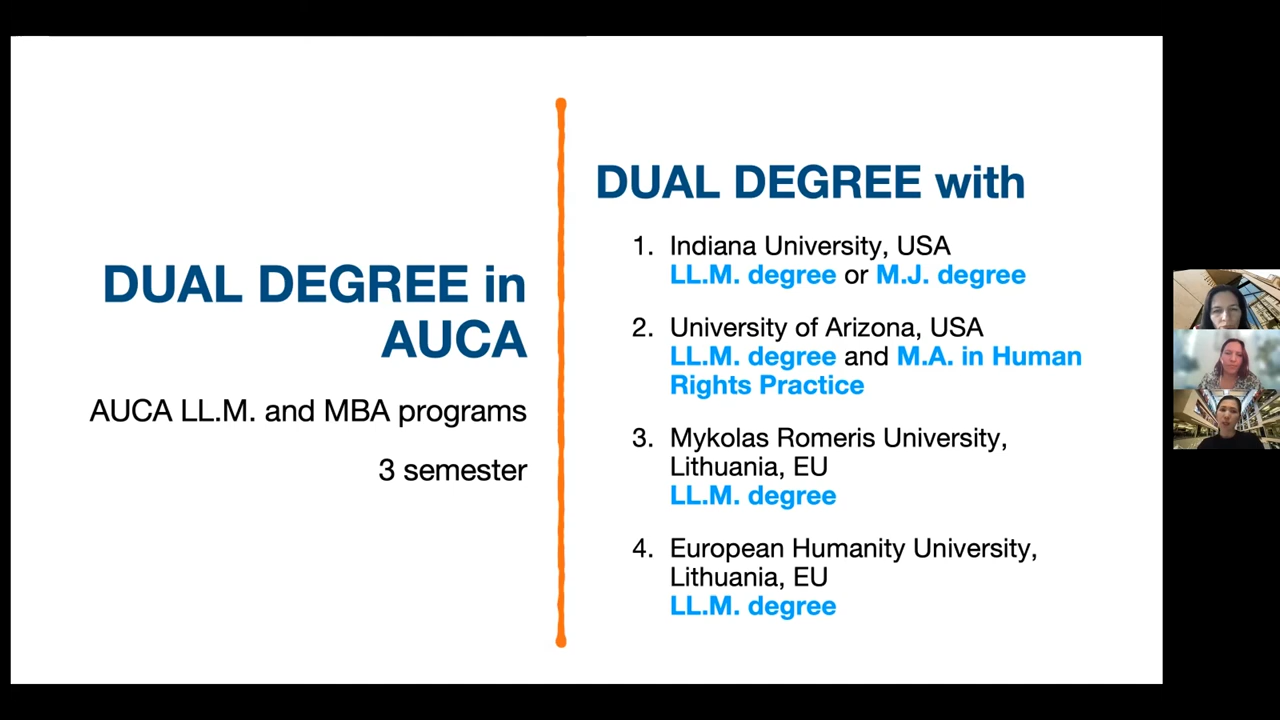 DUAL DEGREE in
AUCA
AUCA LL.M. and MBA programs
3 semester
DUAL DEGREE with
1. Indiana University, USA
LL.M. degree or M.J. degree
2. University of Arizona, USA
LL.M. degree and M.A. in Human
Rights Practice
3. Mykolas Romeris University,
Lithuania, EU
LL.M. degree
4. European Humanity University,
Lithuania, EU
LL.M. degree